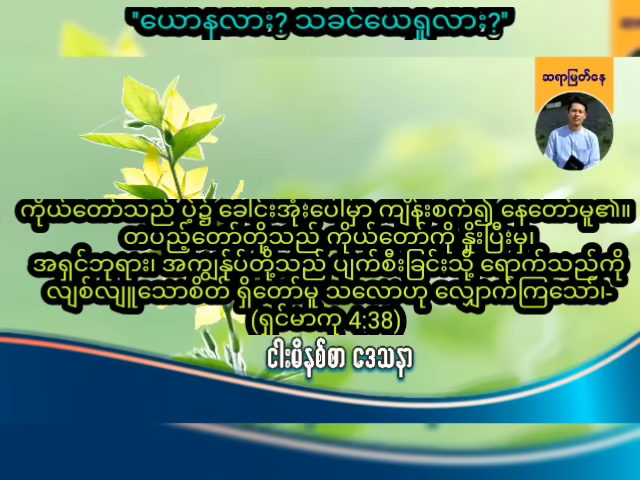 "ယောနလား? သခင်ယေရှုလား?"
ဆရာမြတ်နေ
ကိုယ်တော်သည် ပဲ့၌ ခေါင်းအုံးပေါ်မှာ ကျိန်းစက်၍ နေတော်မူ၏။
တပည့်တော်တို့သည် ကိုယ်တော်ကို နှိုးပြီးမှ၊
အရှင်ဘုရား၊ အကျွန်ုပ်တို့သည် ပျက်စီးခြင်းသို့ ရောက်သည်ကို
လျစ်လျူသောစိတ် ရှိတော်မူ သလောဟု လျှောက်ကြသော်၊-
(ရှင်မာကု 4:38)
ငါးမိနစ်စာ ဒေသနာ